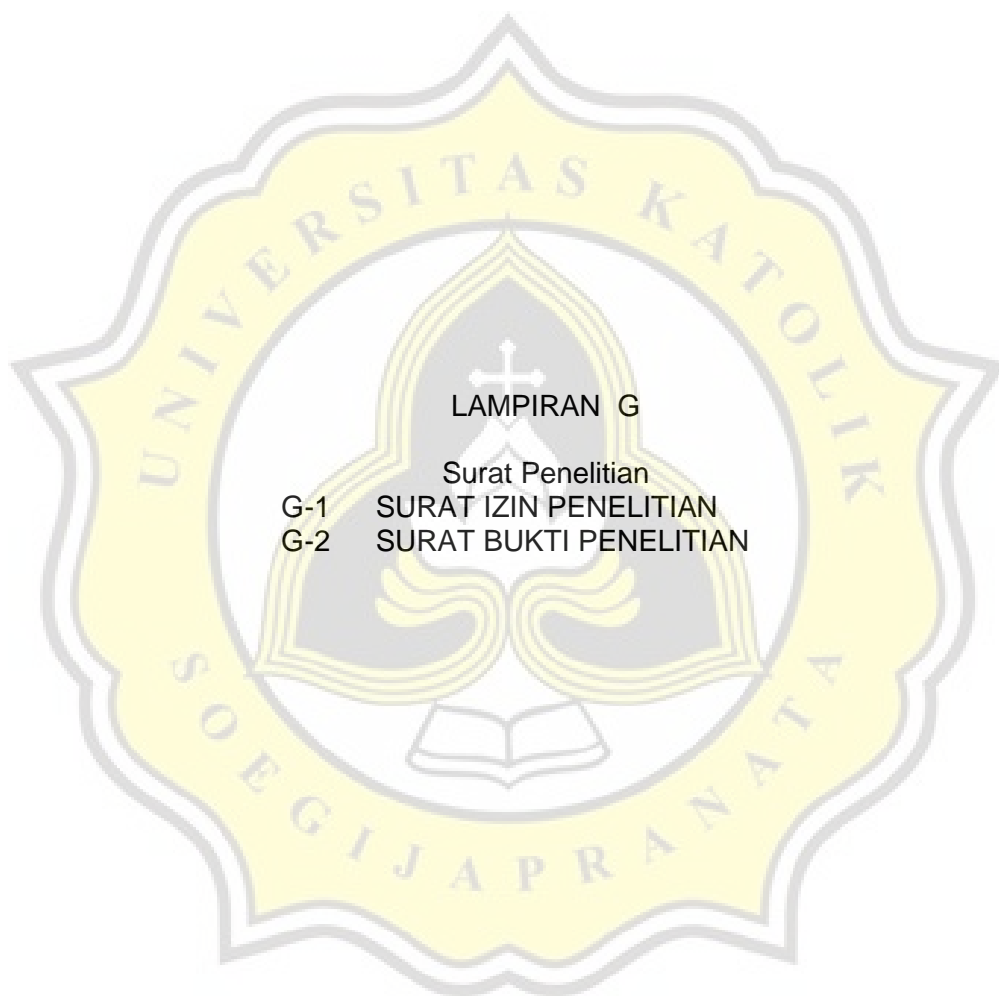 UNIVERSITAS KATOLIK
LAMPIRAN G
Surat Penelitian
G-1 SURAT IZIN PENELITIAN
G-2 SURAT BUKTI PENELITIAN
SOEGIJAPRANATA